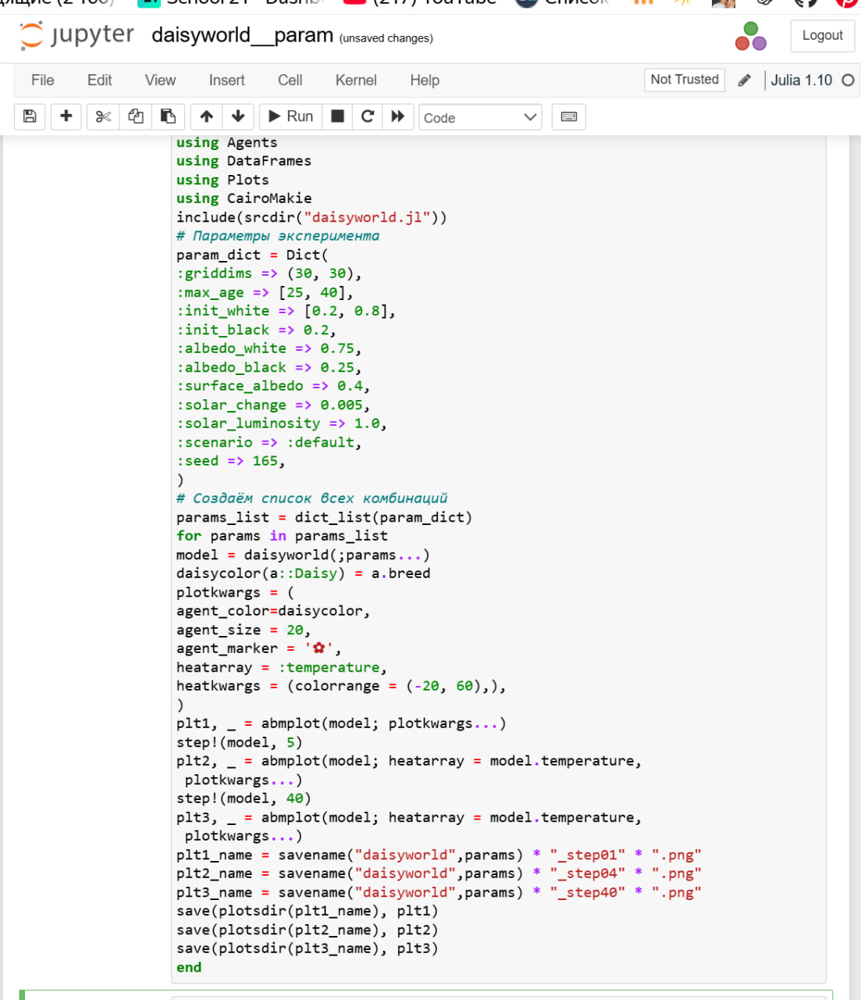 School 21 - Dashb
(217) YouTube
Список
jupyter daisyworld__param (unsaved changes)
Logout
File Edit View Insert Cell Kernel Help Not Trusted Julia 1.10
Run Code
using Agents
using DataFrames
using Plots
using CairoMakie
include(srcdir("daisyworld.jl"))
# Параметры эксперимента
param_dict = Dict(
:griddims => (30, 30),
:max_age => [25, 40],
:init_white => [0.2, 0.8],
:init_black => 0.2,
:albedo_white => 0.75,
:albedo_black => 0.25,
:surface_albedo => 0.4,
:solar_change => 0.005,
:solar_luminosity => 1.0,
:scenario => :default,
:seed => 165,
)
# Создаём список всех комбинаций
params_list = dict_list(param_dict)
for params in params_list
model = daisyworld(;params...)
daisycolor(a::Daisy) = a.breed
plotkwargs = (
agent_color=daisycolor,
agent_size = 20,
agent_marker = '✿',
heatarray = :temperature,
heatkwargs = (colorrange = (-20, 60),),
)
plt1, _ = abmplot(model; plotkwargs...)
step!(model, 5)
plt2, _ = abmplot(model; heatarray = model.temperature,
plotkwargs...)
step!(model, 40)
plt3, _ = abmplot(model; heatarray = model.temperature,
plotkwargs...)
plt1_name = savename("daisyworld",params) * "_step01" * ".png"
plt2_name = savename("daisyworld",params) * "_step04" * ".png"
plt3_name = savename("daisyworld",params) * "_step40" * ".png"
save(plotsdir(plt1_name), plt1)
save(plotsdir(plt2_name), plt2)
save(plotsdir(plt3_name), plt3)
end